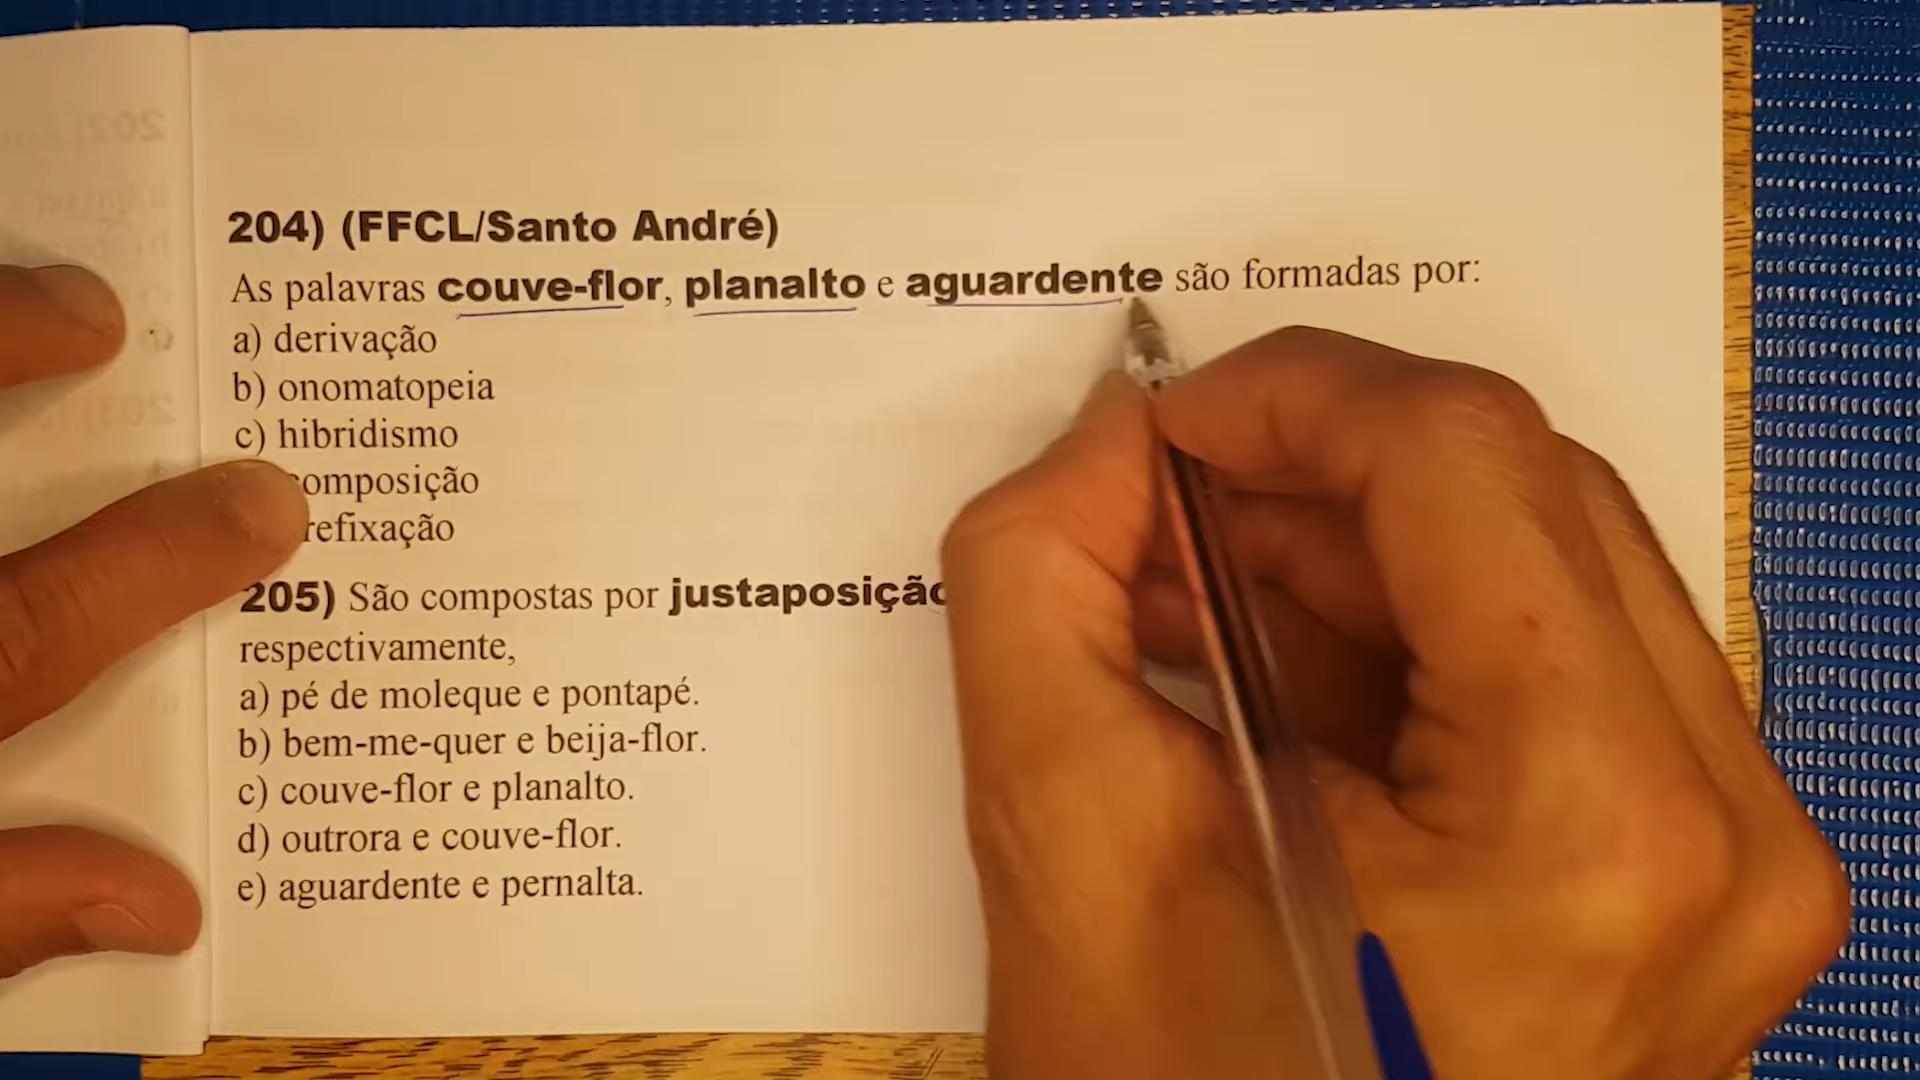 204) (FFCL/Santo André)
As palavras couve-flor, planalto e aguardente são formadas por:
a) derivação
b) onomatopeia
c) hibridismo
composição
refixação
205) São compostas por justaposição
respectivamente,
a) pé de moleque e pontapé.
b) bem-me-quer e beija-flor.
c) couve-flor e planalto.
d) outrora e couve-flor.
e) aguardente e pernalta.